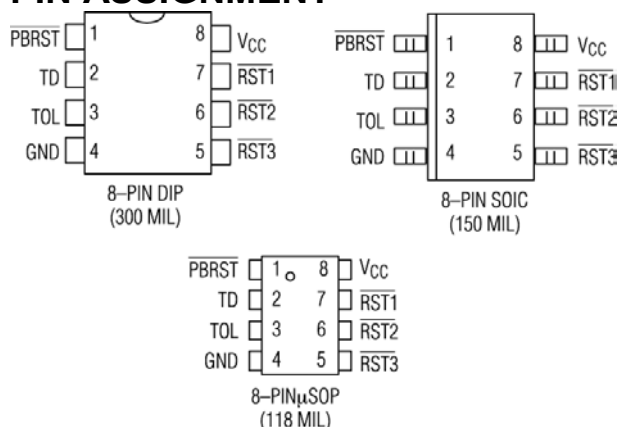 PIN ASSIGNMENT
PBRST 1 8 VCC
TD 2 7 RST1
TOL 3 6 RST2
GND 4 5 RST3
8–PIN DIP
(300 MIL)
PBRST 1 8 VCC
TD 2 7 RST1
TOL 3 6 RST2
GND 4 5 RST3
8–PIN SOIC
(150 MIL)
PBRST 1 8 VCC
TD 2 7 RST1
TOL 3 6 RST2
GND 4 5 RST3
8–PINµSOP
(118 MIL)